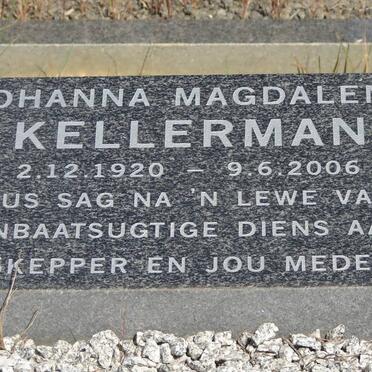 OHANNA MAGDALEN
KELLERMAN
2.12.1920 – 9.6.2006
US SAG NA 'N LEWE VA
NBAATSUGTIGE DIENS AA
SKEPPER EN JOU MEDE